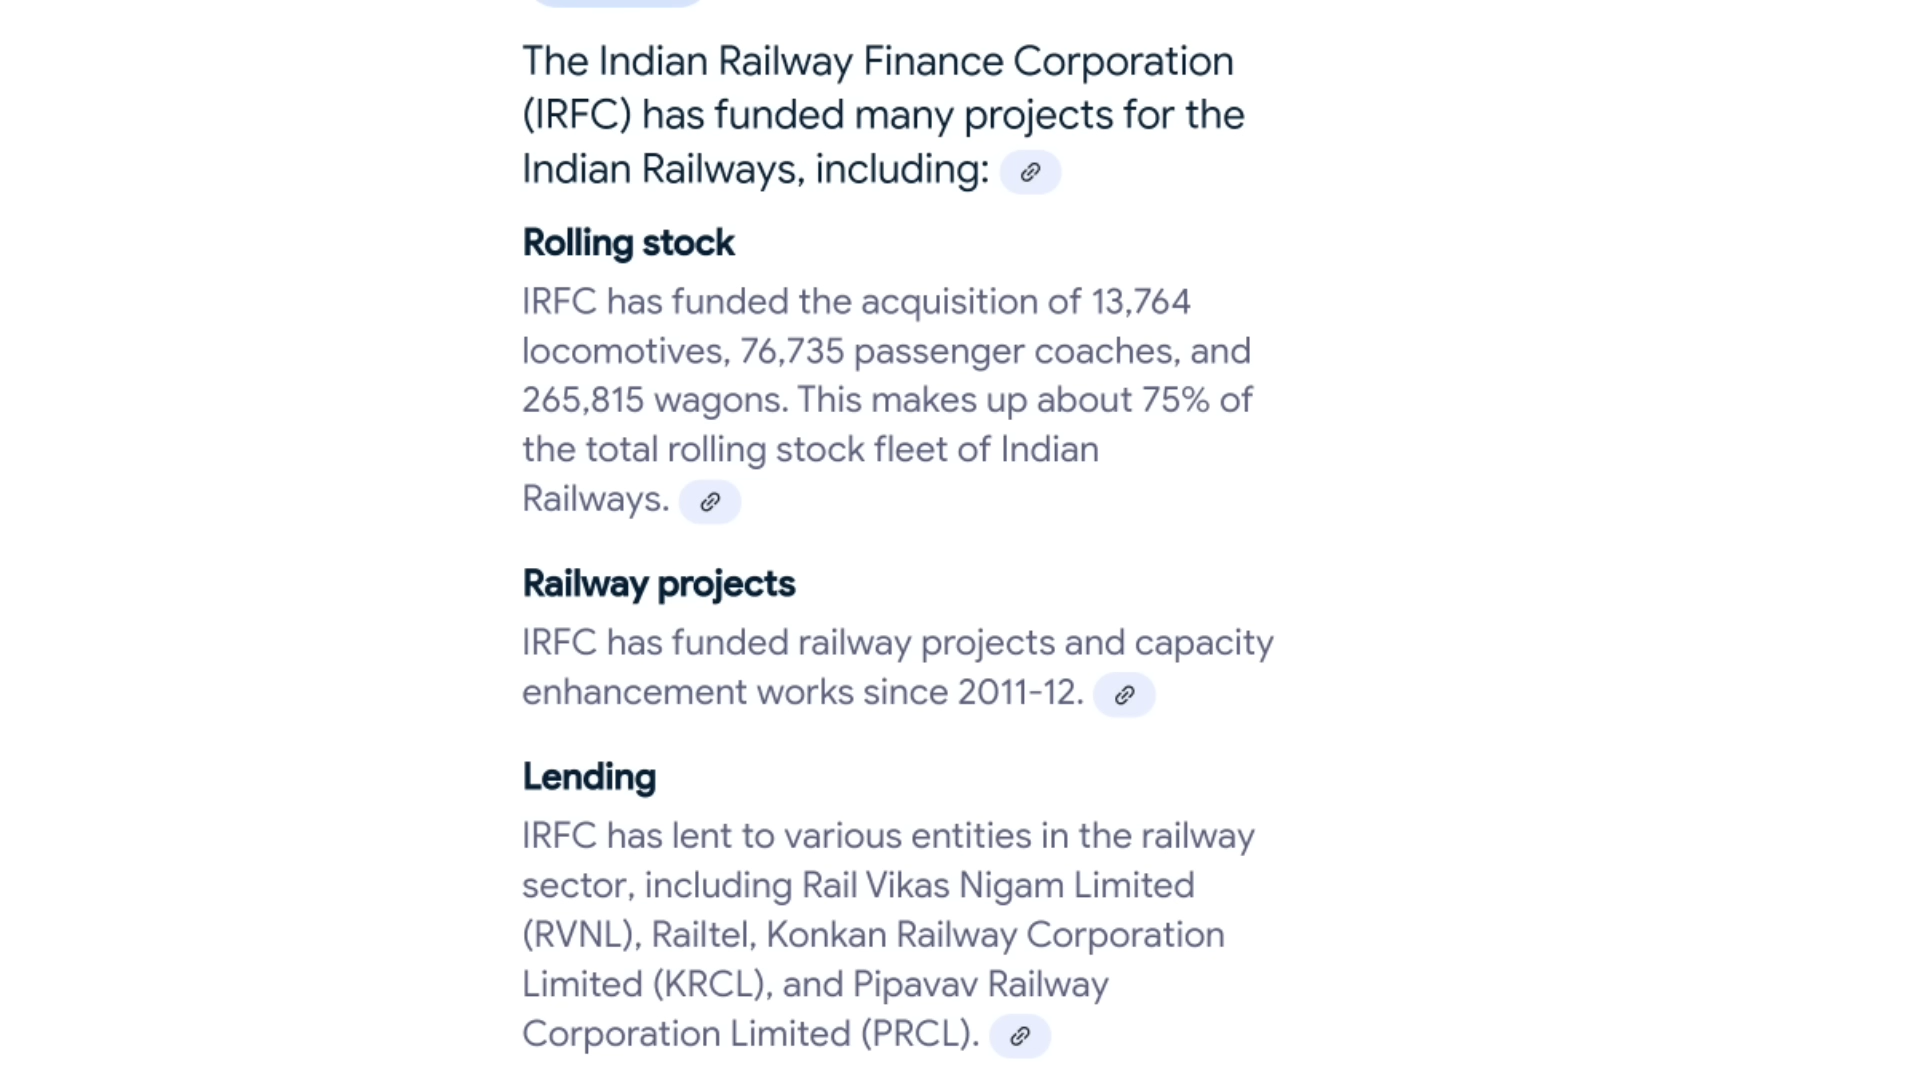 The Indian Railway Finance Corporation
(IRFC) has funded many projects for the
Indian Railways, including:
Rolling stock
IRFC has funded the acquisition of 13,764
locomotives, 76,735 passenger coaches, and
265,815 wagons. This makes up about 75% of
the total rolling stock fleet of Indian
Railways.
Railway projects
IRFC has funded railway projects and capacity
enhancement works since 2011-12.
Lending
IRFC has lent to various entities in the railway
sector, including Rail Vikas Nigam Limited
(RVNL), Railtel, Konkan Railway Corporation
Limited (KRCL), and Pipavav Railway
Corporation Limited (PRCL).